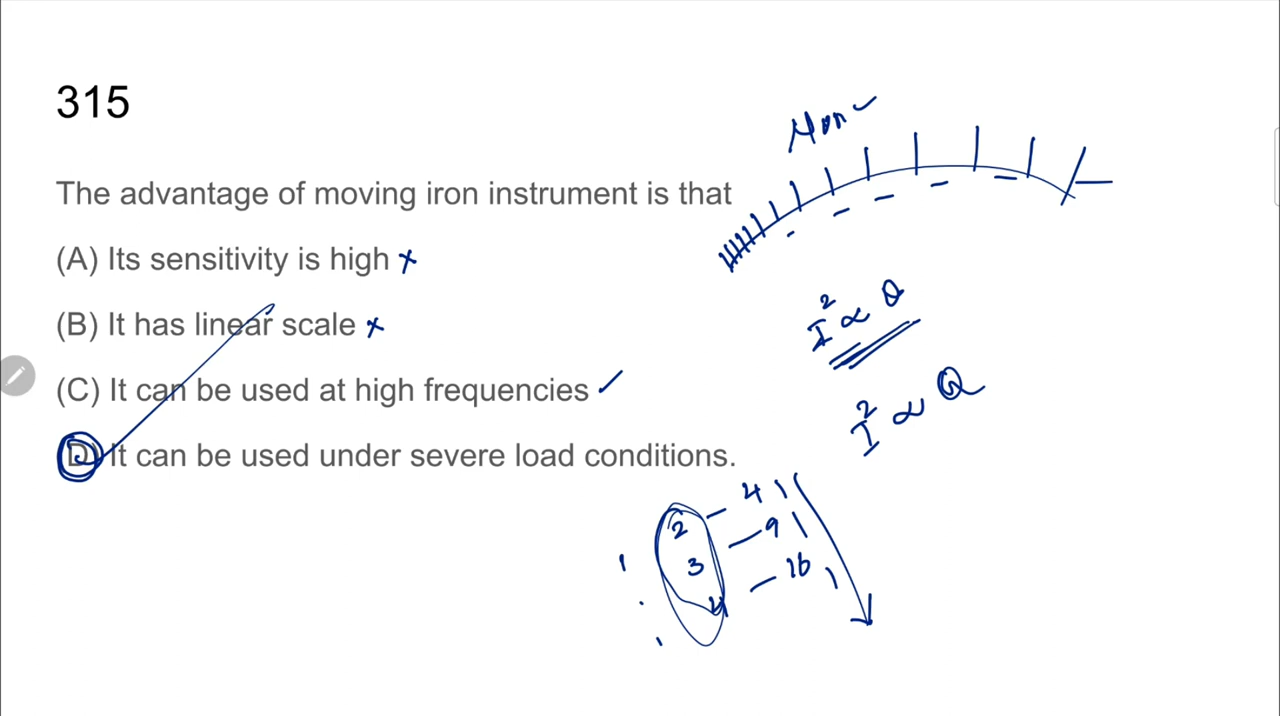 315
Non
The advantage of moving iron instrument is that
(A) Its sensitivity is high ×
(B) It has linear scale ×
(C) It can be used at high frequencies ✓
(D) It can be used under severe load conditions.
I² ∝ θ
I² ∝ Q
2 - 4
3 - 9
4 - 16